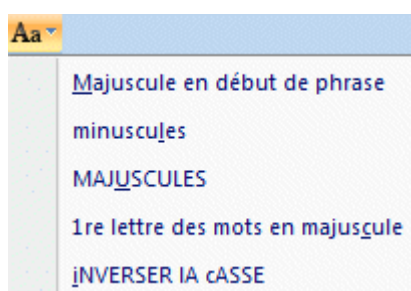 Aa
Majuscule en début de phrase
minuscules
MAJUSCULES
1re lettre des mots en majuscule
iNVERSER lA cASSE